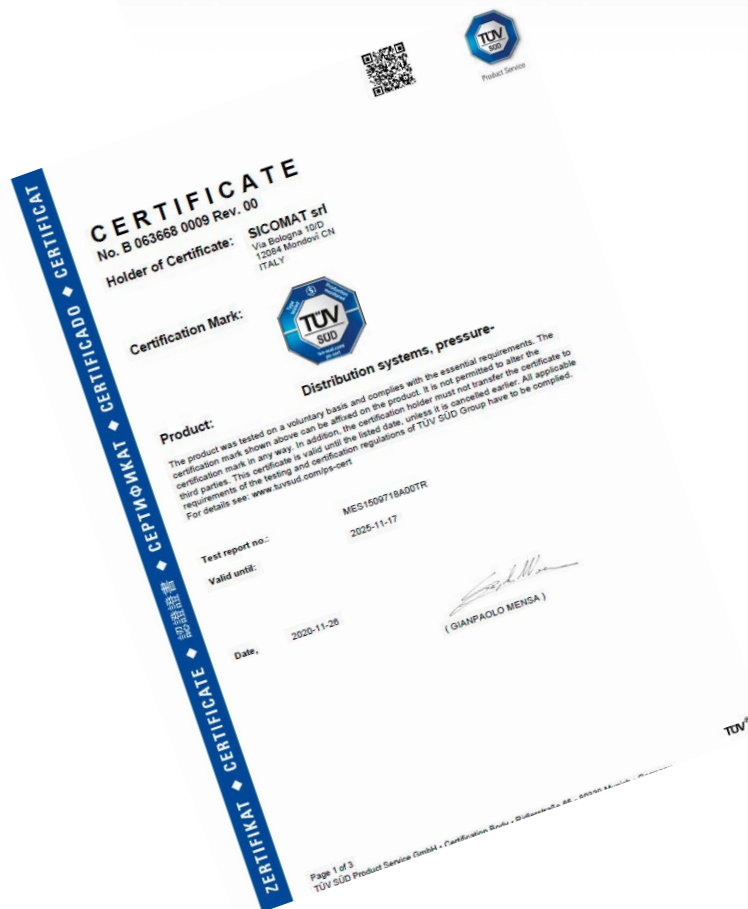 TÜV
SÜD
Product Service
CERTIFICATE
No. B 063668 0009 Rev. 00
Holder of Certificate:
SICOMAT srl
Via Bologna 10/D
12084 Mondovì CN
ITALY
Certification Mark:
Production
monitored
TÜV
SÜD
Product:
Distribution systems, pressure-
The product was tested on a voluntary basis and complies with the essential requirements. The
certification mark shown above can be affixed on the product. It is not permitted to alter the
certification mark in any way. In addition, the certification holder must not transfer the certificate to
third parties. This certificate is valid until the listed date, unless it is cancelled earlier. All applicable
requirements of the testing and certification regulations of TÜV SÜD Group have to be complied.
For details see: www.tuvsud.com/ps-cert
Test report no.:
MES1509718A00TR
Valid until:
2025-11-17
Date,
2020-11-26
( GIANPAOLO MENSA )
Page 1 of 3
TÜV SÜD Product Service GmbH • Certification Body •
TÜV®
ZERTIFIKAT ◆ CERTIFICATE ◆ 認證證書 ◆ СЕРТИФИКАТ ◆ CERTIFICADO ◆ CERTIFICAT